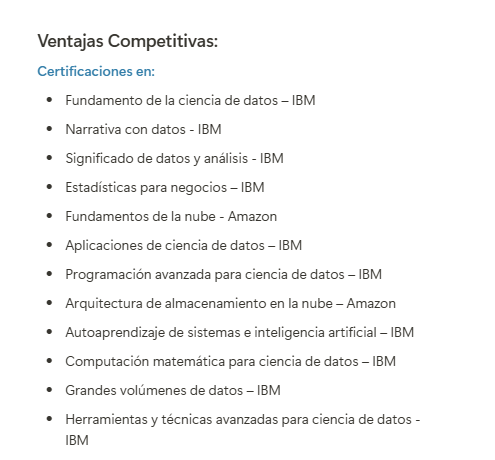 Ventajas Competitivas:
Certificaciones en:
• Fundamento de la ciencia de datos – IBM
• Narrativa con datos - IBM
• Significado de datos y análisis - IBM
• Estadísticas para negocios – IBM
• Fundamentos de la nube - Amazon
• Aplicaciones de ciencia de datos – IBM
• Programación avanzada para ciencia de datos – IBM
• Arquitectura de almacenamiento en la nube – Amazon
• Autoaprendizaje de sistemas e inteligencia artificial – IBM
• Computación matemática para ciencia de datos – IBM
• Grandes volúmenes de datos – IBM
• Herramientas y técnicas avanzadas para ciencia de datos -
IBM